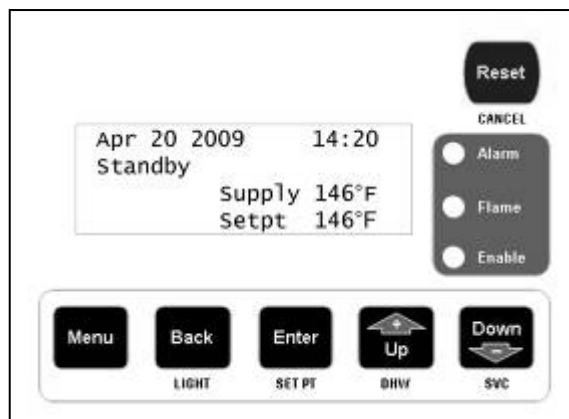 Reset
CANCEL
Apr 20 2009 14:20
Standby
Supply 146°F
Setpt 146°F
Alarm
Flame
Enable
Menu Back Enter + Up Down −
LIGHT SET PT DHW SVC